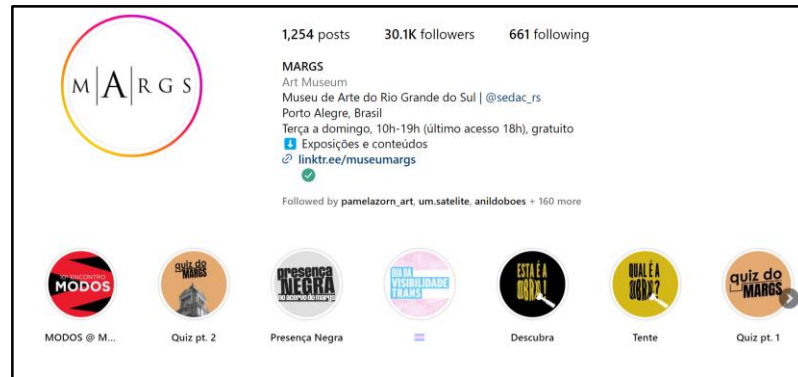 1,254 posts 30.1K followers 661 following
M|A|RGS
MARGS
Art Museum
Museu de Arte do Rio Grande do Sul | @sedac_rs
Porto Alegre, Brasil
Terça a domingo, 10h-19h (último acesso 18h), gratuito
Exposições e conteúdos
linktr.ee/museumargs
Followed by pamelazorn_art, um.satelite, anildoboes + 160 more
10º ENCONTRO
MODOS
quiz do
MARGS
presença
NEGRA
no acervo do margs
DIA DA
VISIBILIDADE
TRANS
ESTA É A
OBRA!
QUAL É A
OBRA?
quiz do
MARGS
MODOS @ M... Quiz pt. 2 Presença Negra Descubra Tente Quiz pt. 1